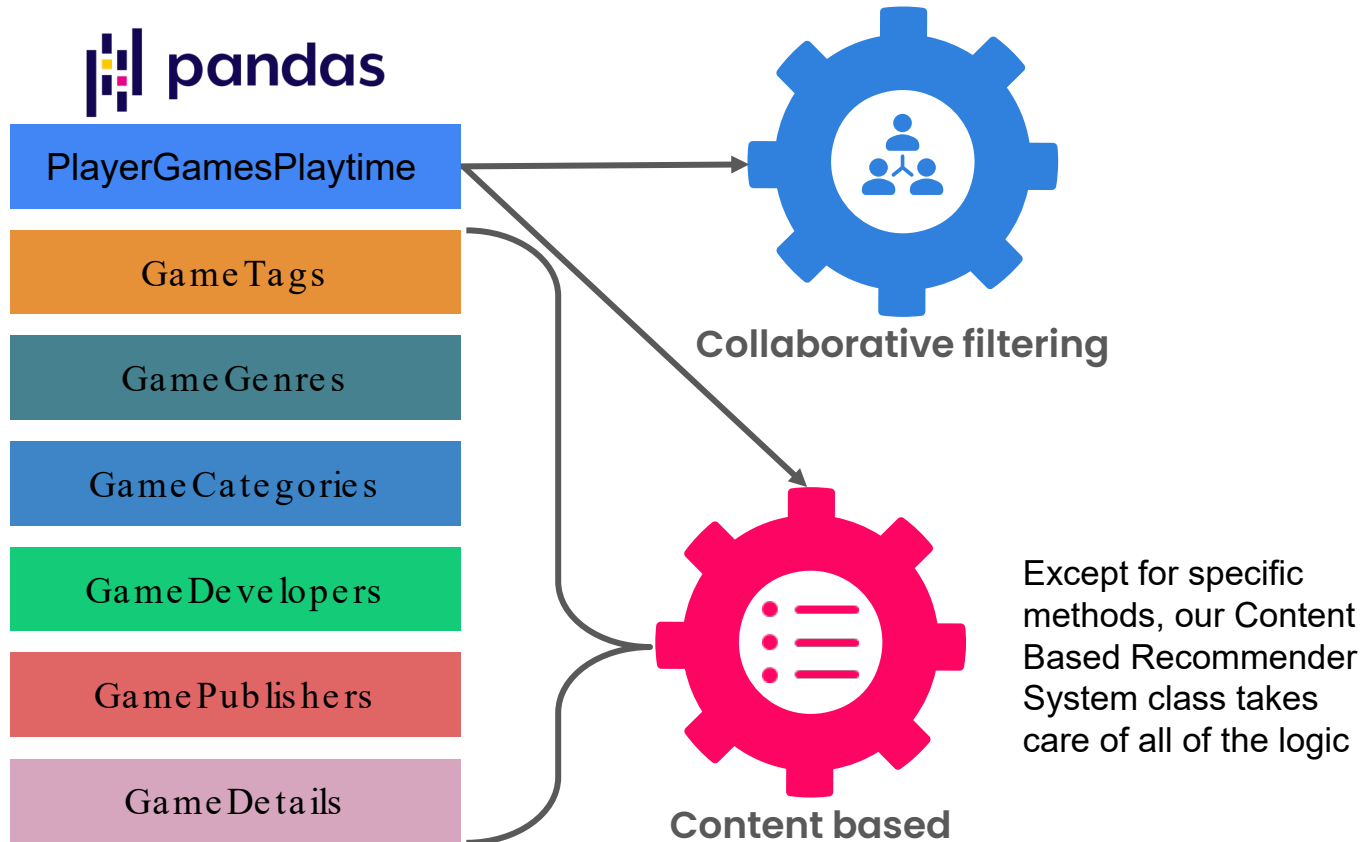 pandas
PlayerGamesPlaytime
GameTags
GameGenres
GameCategories
GameDevelopers
GamePublishers
GameDetails
Collaborative filtering
Content based
Except for specific
methods, our Content
Based Recommender
System class takes
care of all of the logic